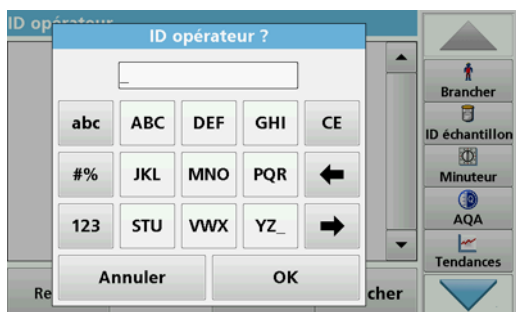 ID opérateur
ID opérateur ?
_
abc ABC DEF GHI CE
#% JKL MNO PQR
123 STU VWX YZ_
Annuler OK
Brancher
ID échantillon
Minuteur
AQA
Tendances